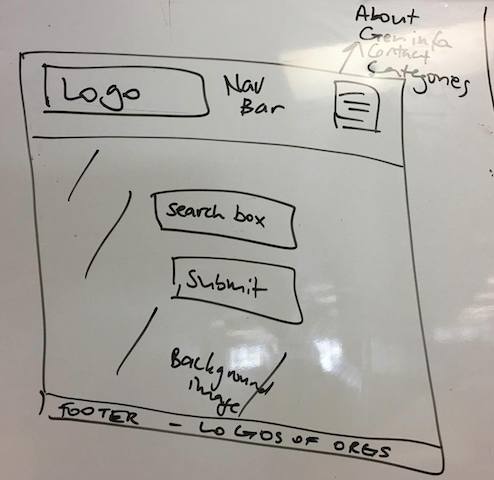 About
Gen info
Contact
Categories
Logo
Nav
Bar
search box
Submit
Background
image
FOOTER - LOGOS OF ORGS